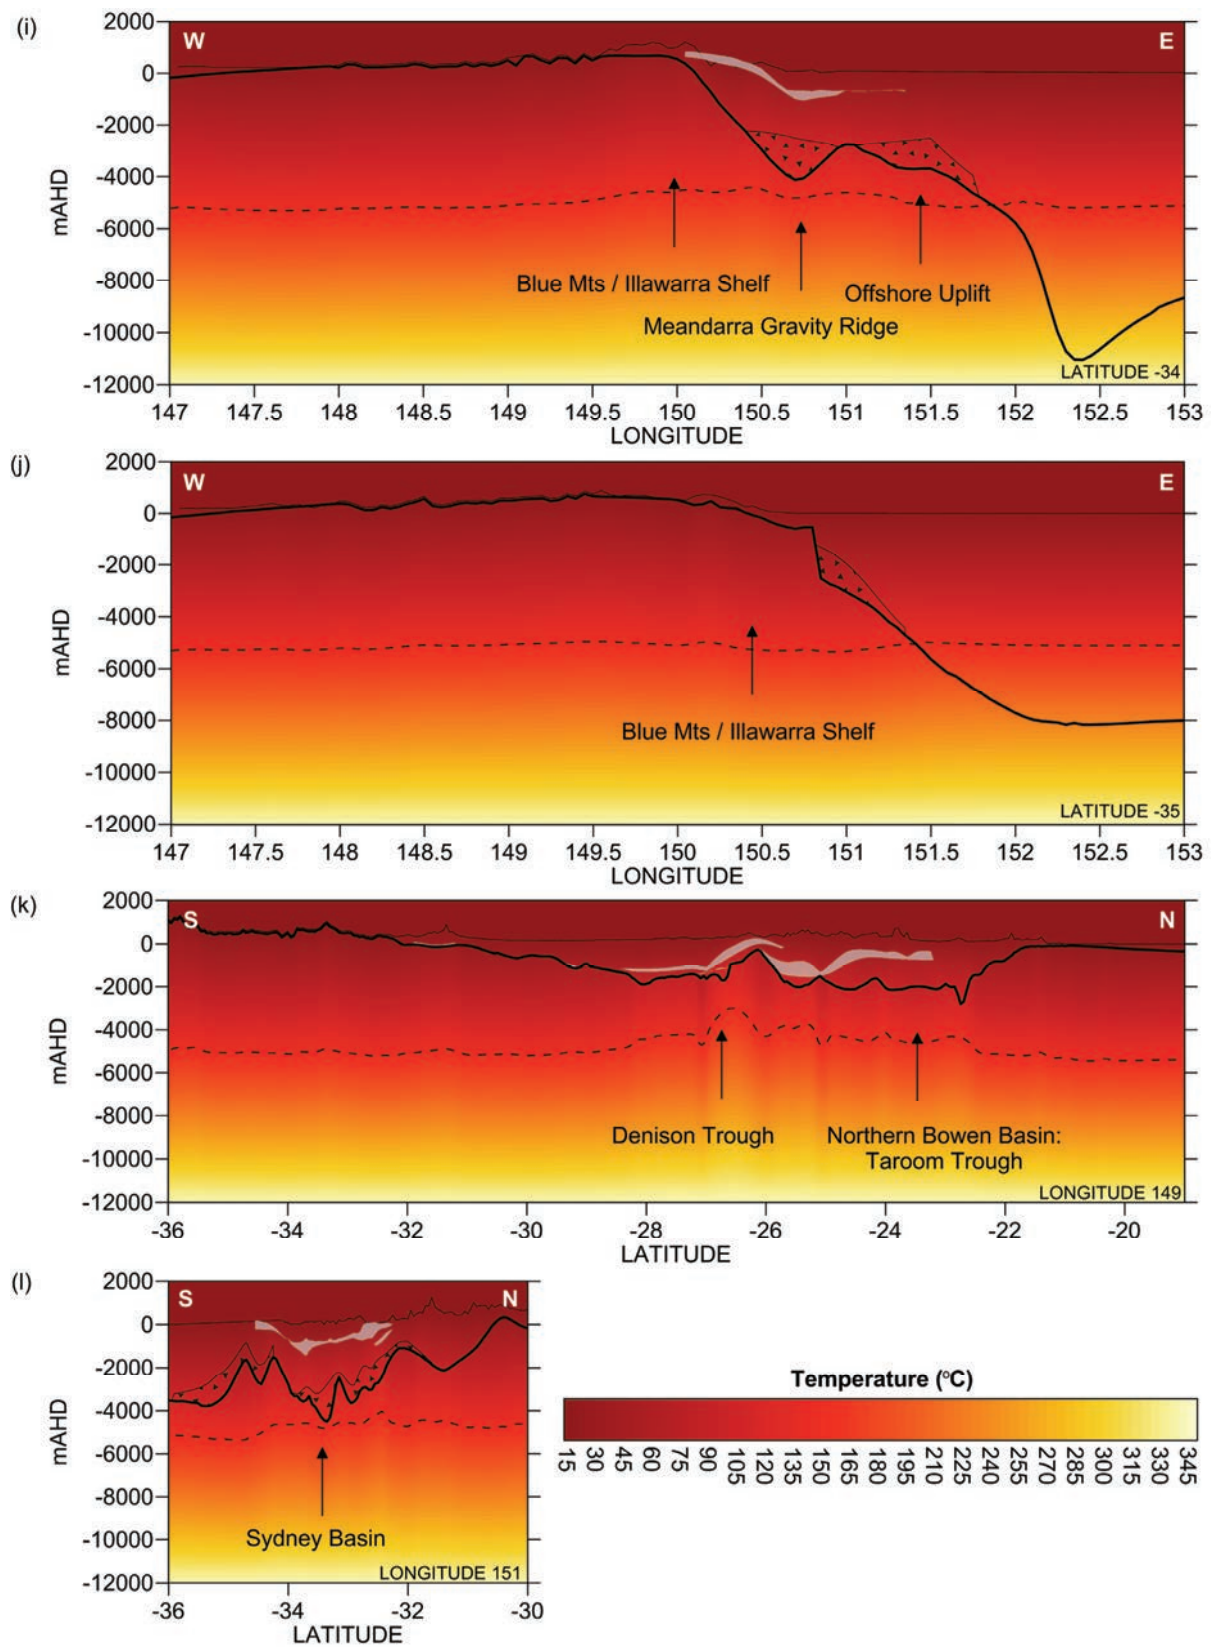 (i)
W E
2000
0
-2000
-4000
-6000
-8000
-10000
-12000
mAHD
Blue Mts / Illawarra Shelf
Offshore Uplift
Meandarra Gravity Ridge
LATITUDE -34
147 147.5 148 148.5 149 149.5 150 150.5 151 151.5 152 152.5 153
LONGITUDE
(j)
W E
2000
0
-2000
-4000
-6000
-8000
-10000
-12000
mAHD
Blue Mts / Illawarra Shelf
LATITUDE -35
147 147.5 148 148.5 149 149.5 150 150.5 151 151.5 152 152.5 153
LONGITUDE
(k)
S N
2000
0
-2000
-4000
-6000
-8000
-10000
-12000
mAHD
Denison Trough
Northern Bowen Basin:
Taroom Trough
LONGITUDE 149
-36 -34 -32 -30 -28 -26 -24 -22 -20
LATITUDE
(l)
S N
2000
0
-2000
-4000
-6000
-8000
-10000
-12000
mAHD
Sydney Basin
LONGITUDE 151
-36 -34 -32 -30
LATITUDE
Temperature (°C)
15 30 45 60 75 90 105 120 135 150 165 180 195 210 225 240 255 270 285 300 315 330 345